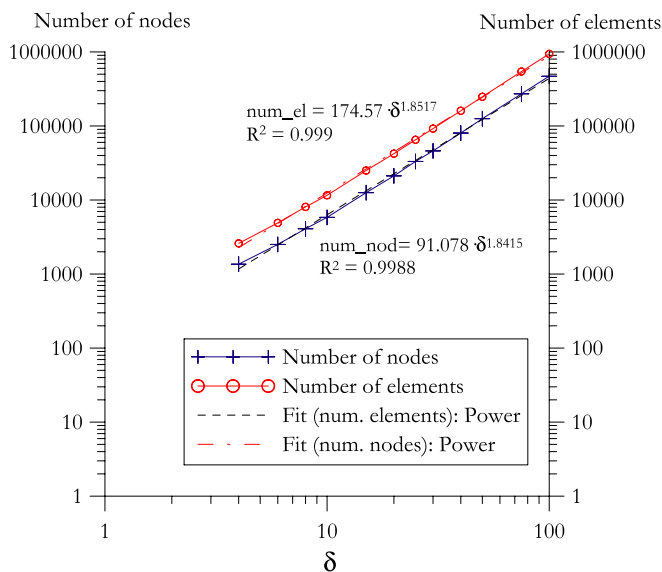 Number of nodes
Number of elements
1000000
1000000
100000
100000
10000
10000
1000
1000
100
100
10
10
1
1
num_el = 174.57 ·δ^1.8517
R² = 0.999
num_nod= 91.078 ·δ^1.8415
R² = 0.9988
Number of nodes
Number of elements
Fit (num. elements): Power
Fit (num. nodes): Power
1
10
100
δ